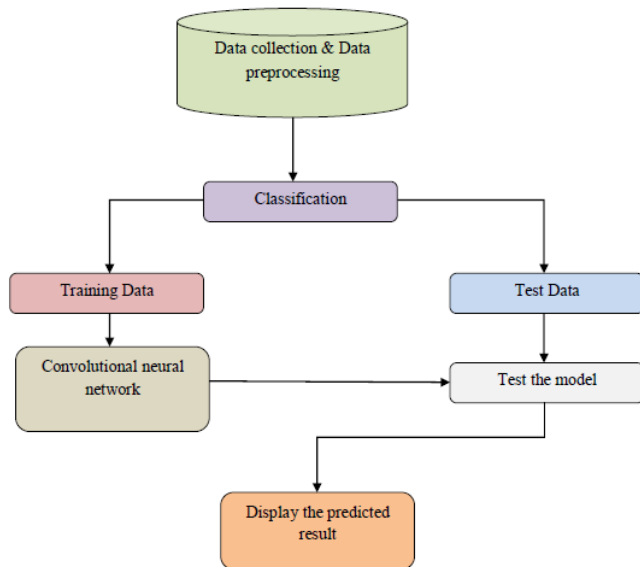 Data collection & Data
preprocessing
Classification
Training Data
Test Data
Convolutional neural
network
Test the model
Display the predicted
result